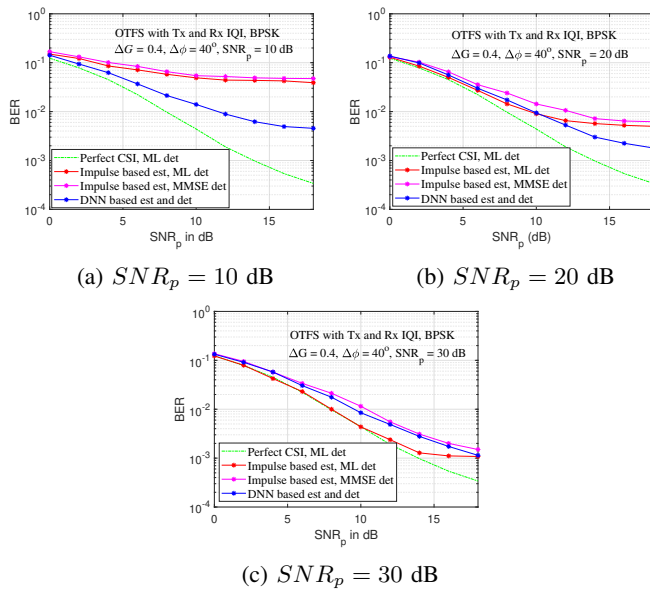 OTFS with Tx and Rx IQI, BPSK
ΔG = 0.4, Δϕ = 40°, SNR_p = 10 dB
BER
10^0
10^-1
10^-2
10^-3
10^-4
Perfect CSI, ML det
Impulse based est, ML det
Impulse based est, MMSE det
DNN based est and det
0 5 10 15
SNR_p in dB
(a) SNR_p = 10 dB
OTFS with Tx and Rx IQI, BPSK
ΔG = 0.4, Δϕ = 40°, SNR_p = 20 dB
BER
10^0
10^-1
10^-2
10^-3
10^-4
Perfect CSI, ML det
Impulse based est, ML det
Impulse based est, MMSE det
DNN based est and det
0 5 10 15
SNR_p (dB)
(b) SNR_p = 20 dB
OTFS with Tx and Rx IQI, BPSK
ΔG = 0.4, Δϕ = 40°, SNR_p = 30 dB
BER
10^0
10^-1
10^-2
10^-3
10^-4
Perfect CSI, ML det
Impulse based est, ML det
Impulse based est, MMSE det
DNN based est and det
0 5 10 15
SNR_p in dB
(c) SNR_p = 30 dB